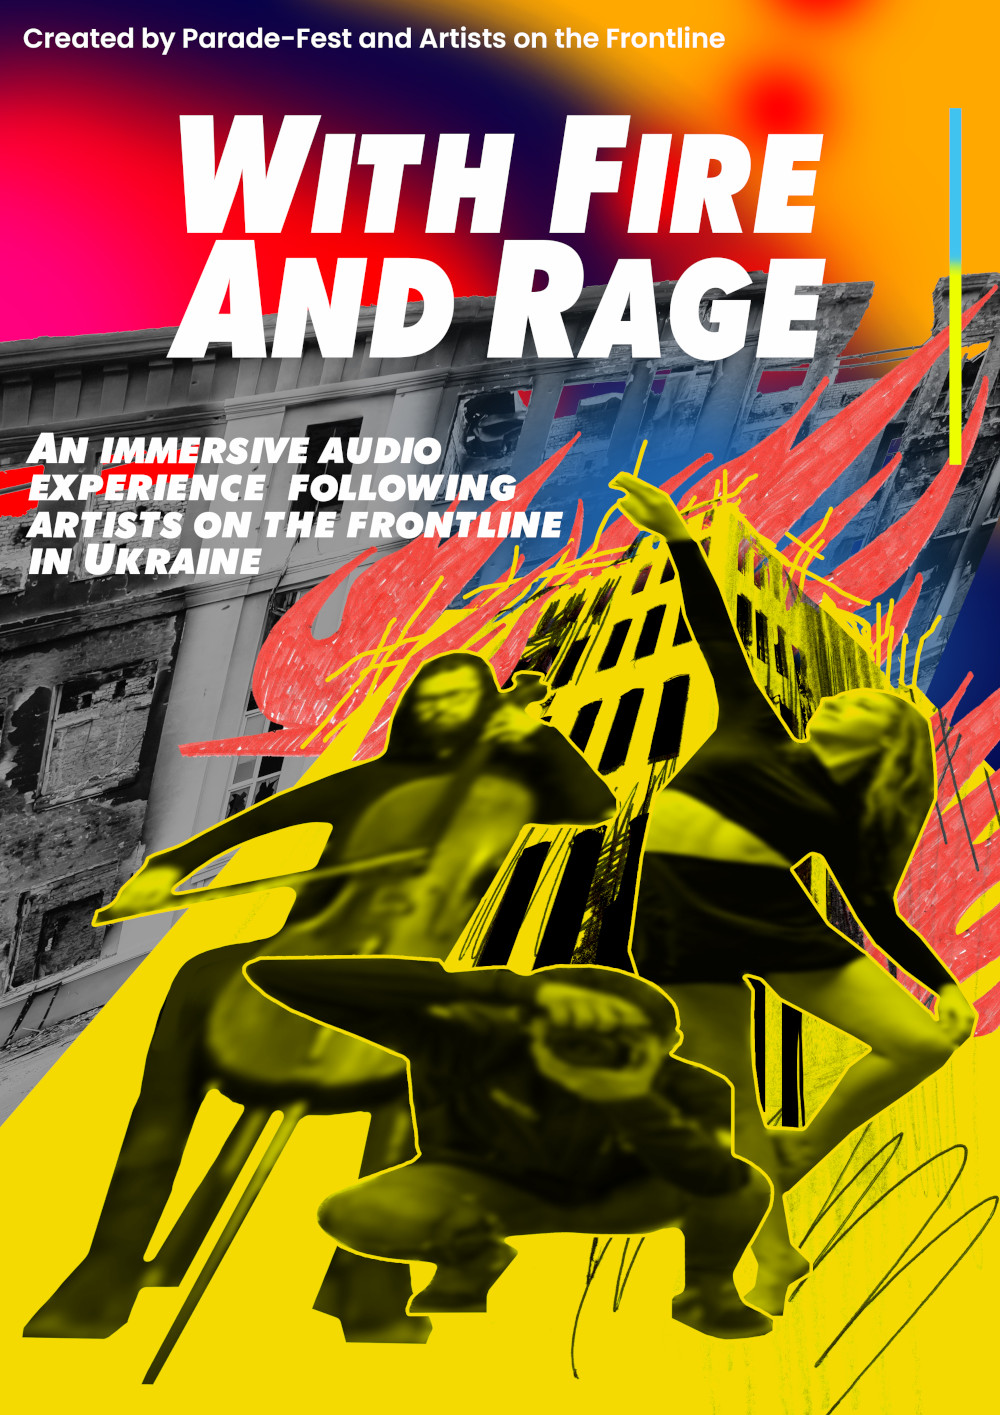 Created by Parade-Fest and Artists on the Frontline
With Fire
And Rage
An immersive audio
experience following
artists on the frontline
in Ukraine